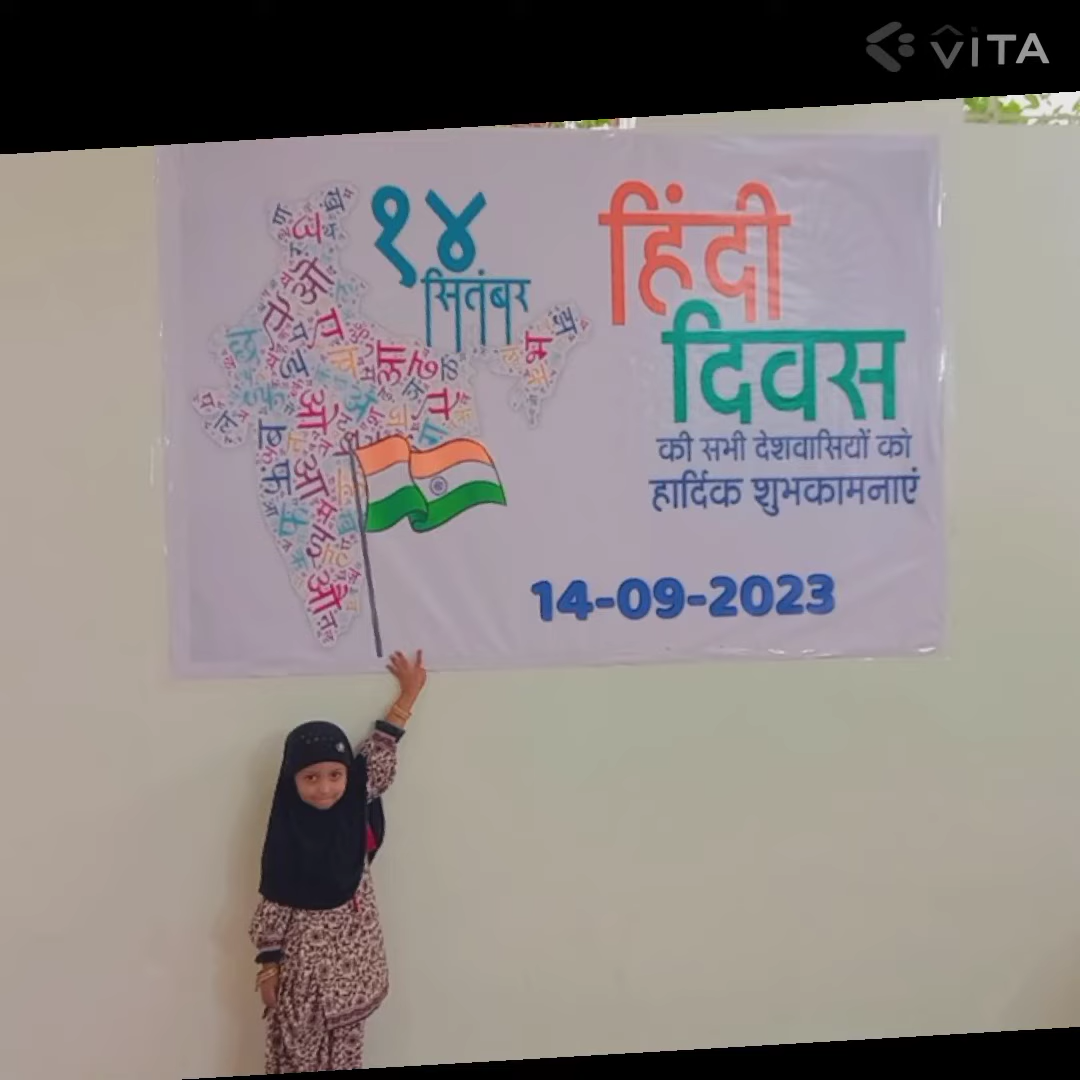 VITA
१४
सितंबर
हिंदी
दिवस
की सभी देशवासियों को
हार्दिक शुभकामनाएं
14-09-2023